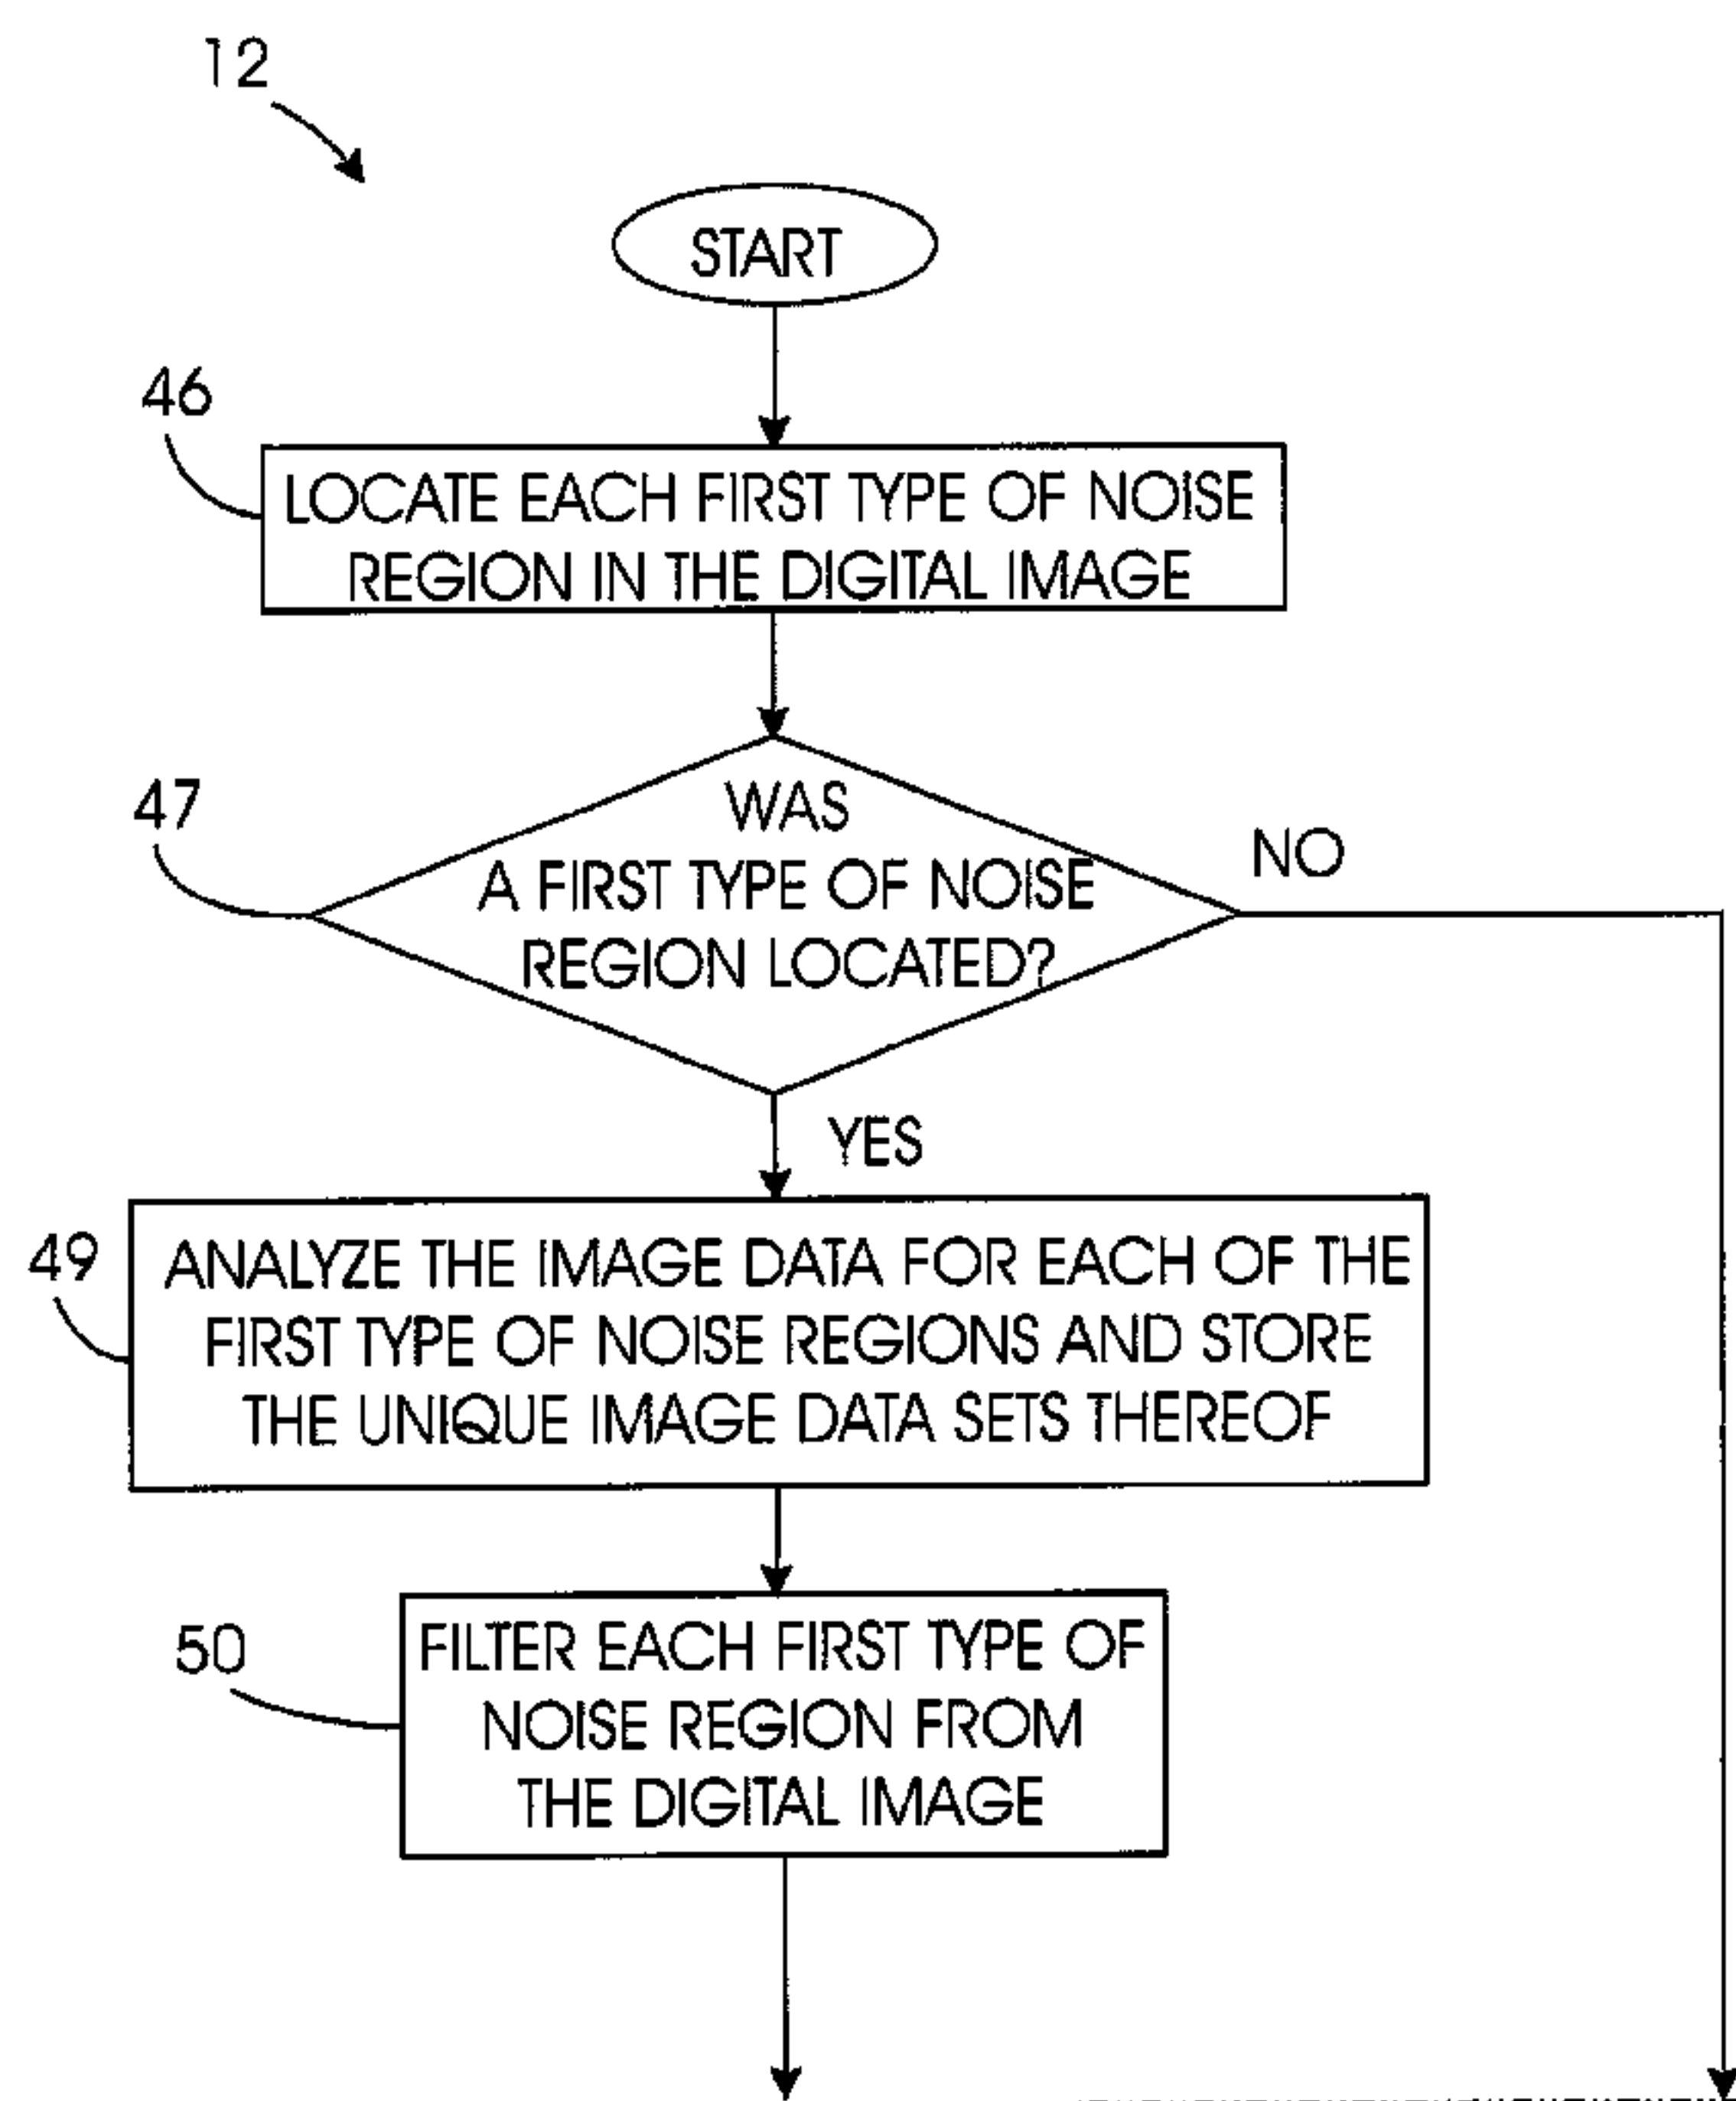 12
START
46
LOCATE EACH FIRST TYPE OF NOISE
REGION IN THE DIGITAL IMAGE
47
WAS
A FIRST TYPE OF NOISE
REGION LOCATED?
NO
YES
49
ANALYZE THE IMAGE DATA FOR EACH OF THE
FIRST TYPE OF NOISE REGIONS AND STORE
THE UNIQUE IMAGE DATA SETS THEREOF
50
FILTER EACH FIRST TYPE OF
NOISE REGION FROM
THE DIGITAL IMAGE